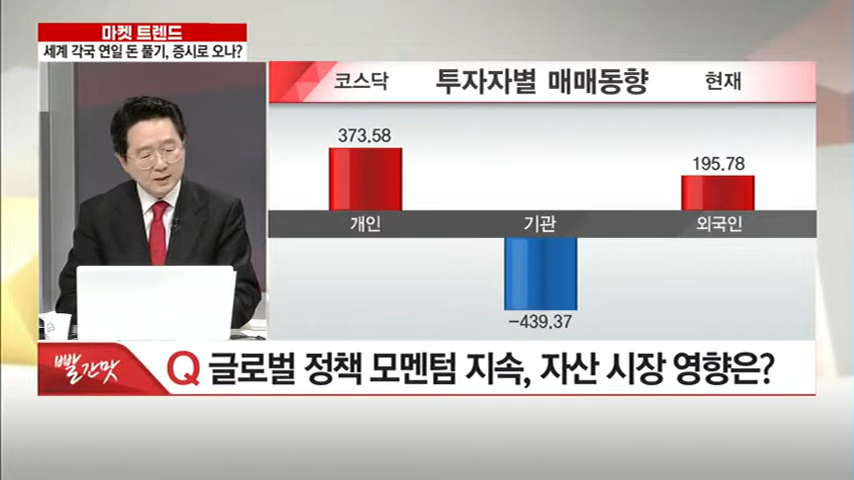 마켓 트렌드
세계 각국 연일 돈 풀기, 증시로 오나?
코스닥 투자자별 매매동향 현재
373.58
195.78
개인 기관 외국인
-439.37
빨간맛
Q 글로벌 정책 모멘텀 지속, 자산 시장 영향은?